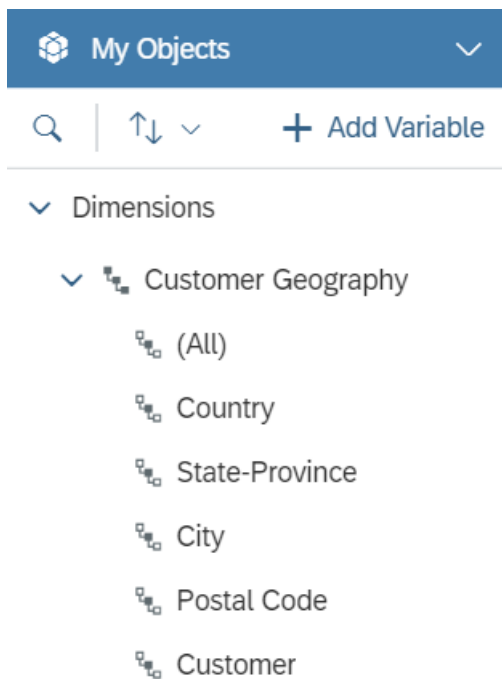 My Objects
Add Variable
Dimensions
Customer Geography
(All)
Country
State-Province
City
Postal Code
Customer